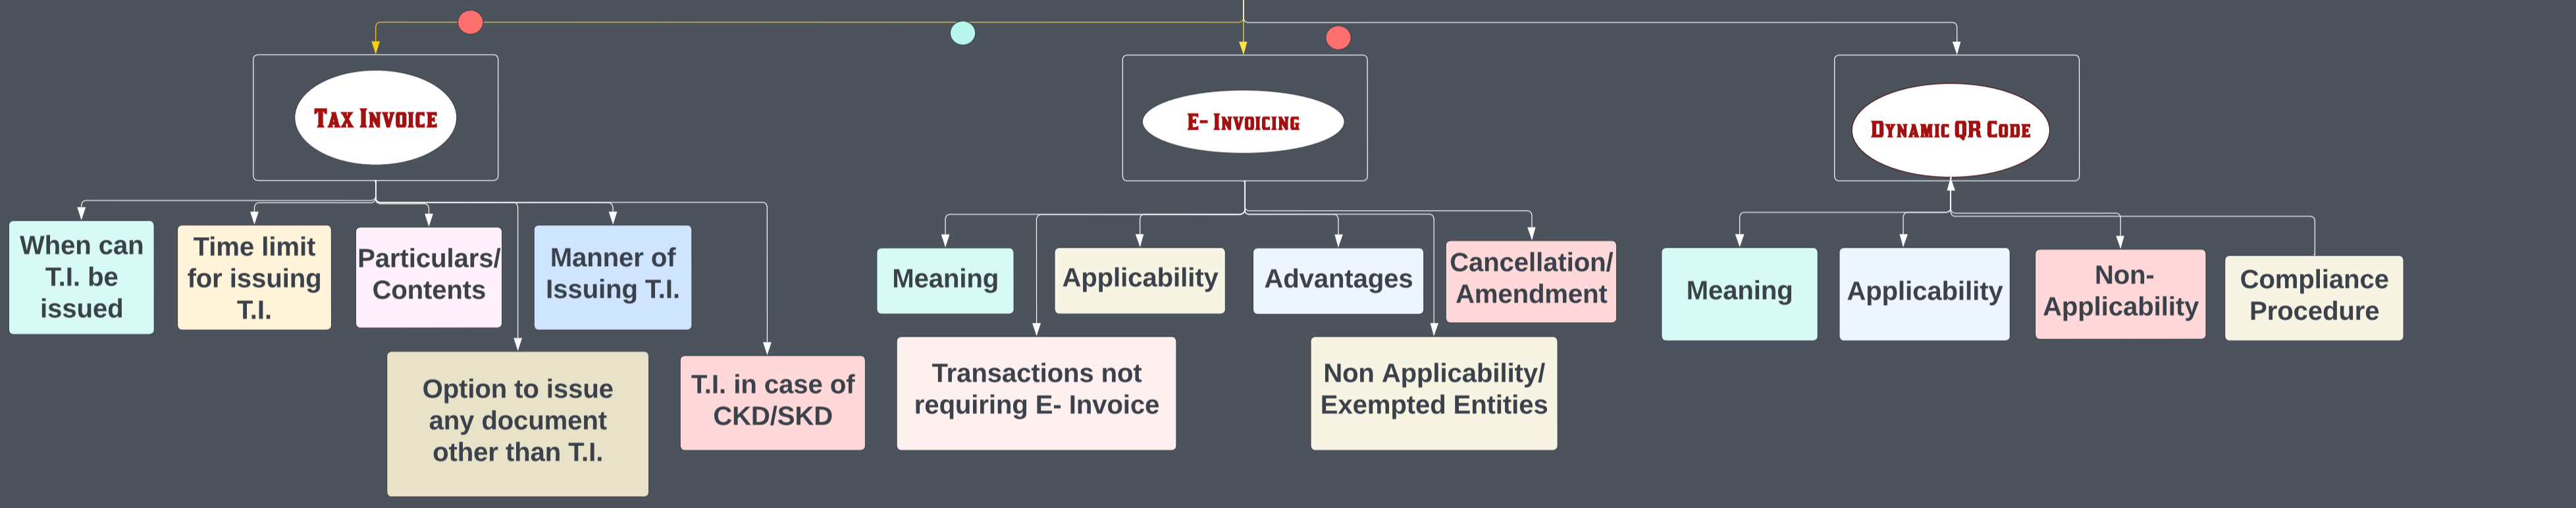 Tax Invoice
E- Invoicing
Dynamic QR Code
When can
T.I. be
issued
Time limit
for issuing
T.I.
Particulars/
Contents
Manner of
Issuing T.I.
Option to issue
any document
other than T.I.
T.I. in case of
CKD/SKD
Meaning
Applicability
Advantages
Cancellation/
Amendment
Transactions not
requiring E- Invoice
Non Applicability/
Exempted Entities
Meaning
Applicability
Non-
Applicability
Compliance
Procedure